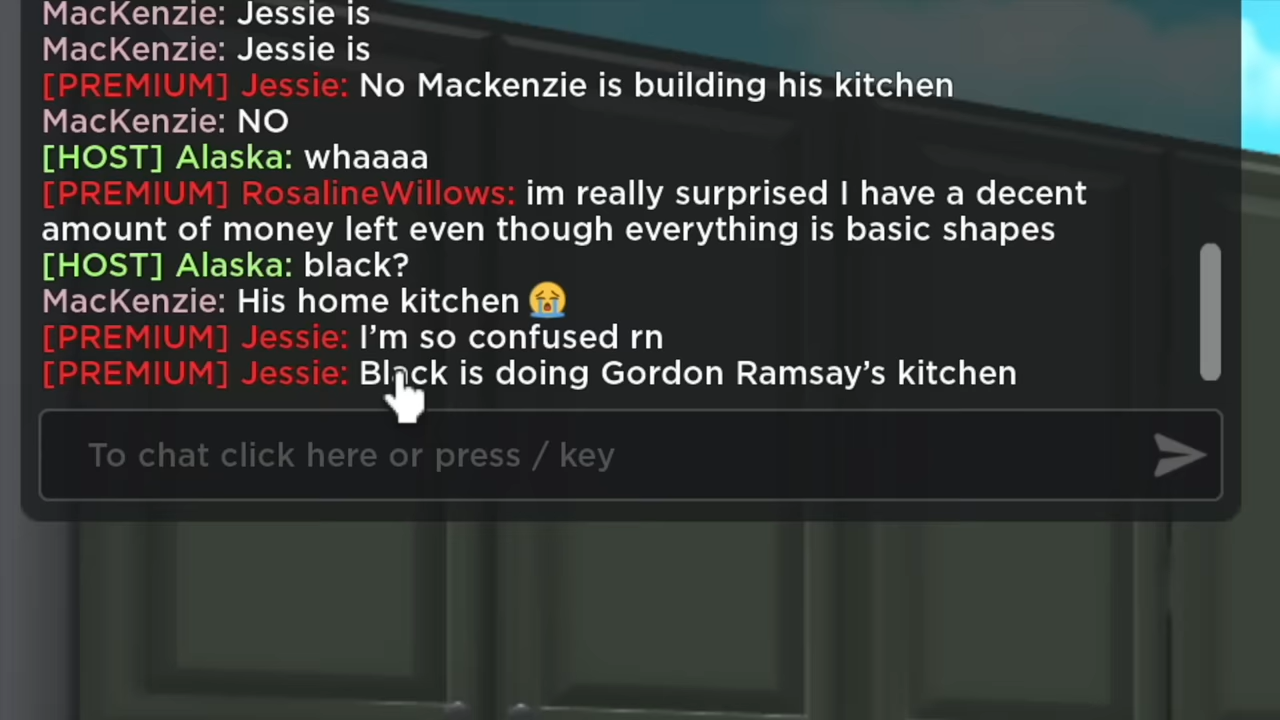 MacKenzie: Jessie is
MacKenzie: Jessie is
[PREMIUM] Jessie: No Mackenzie is building his kitchen
MacKenzie: NO
[HOST] Alaska: whaaaa
[PREMIUM] RosalineWillows: im really surprised I have a decent
amount of money left even though everything is basic shapes
[HOST] Alaska: black?
MacKenzie: His home kitchen 😭
[PREMIUM] Jessie: I’m so confused rn
[PREMIUM] Jessie: Black is doing Gordon Ramsay’s kitchen
To chat click here or press / key